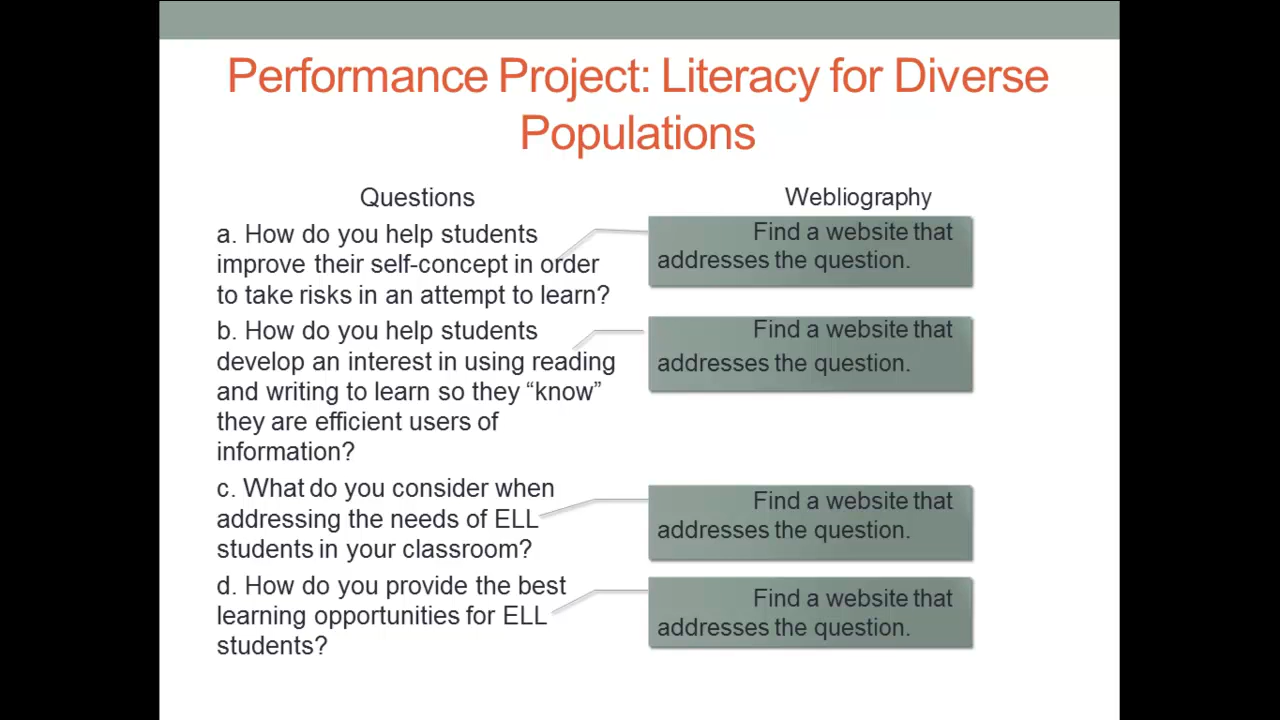 Performance Project: Literacy for Diverse
Populations
Questions
a. How do you help students
improve their self-concept in order
to take risks in an attempt to learn?
b. How do you help students
develop an interest in using reading
and writing to learn so they “know”
they are efficient users of
information?
c. What do you consider when
addressing the needs of ELL
students in your classroom?
d. How do you provide the best
learning opportunities for ELL
students?
Webliography
Find a website that
addresses the question.
Find a website that
addresses the question.
Find a website that
addresses the question.
Find a website that
addresses the question.